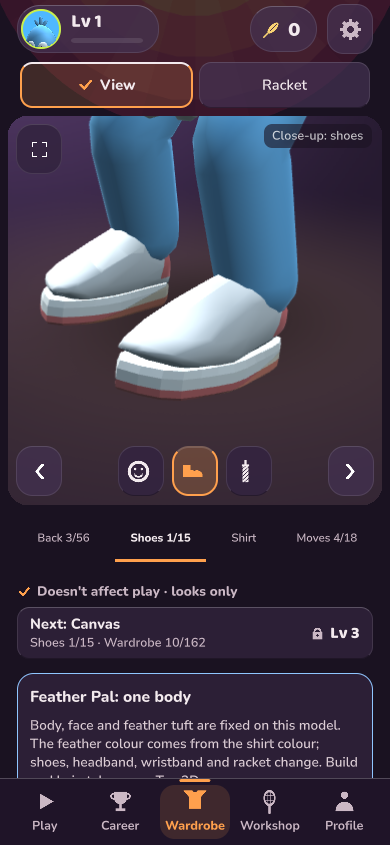 Lv 1
0
View
Racket
Close-up: shoes
Back 3/56
Shoes 1/15
Shirt
Moves 4/18
Doesn't affect play · looks only
Next: Canvas
Shoes 1/15 · Wardrobe 10/162
Lv 3
Feather Pal: one body
Body, face and feather tuft are fixed on this model.
The feather colour comes from the shirt colour;
shoes, headband, wristband and racket change. Build
Play
Career
Wardrobe
Workshop
Profile